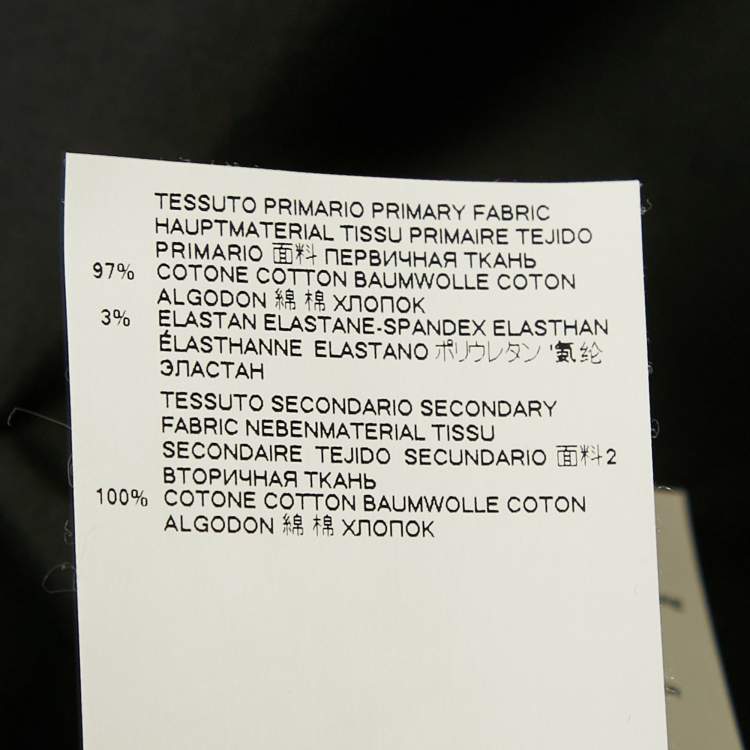 TESSUTO PRIMARIO PRIMARY FABRIC
HAUPTMATERIAL TISSU PRIMAIRE TEJIDO
PRIMARIO 面料 ПЕРВИЧНАЯ ТКАНЬ
97% COTONE COTTON BAUMWOLLE COTON
ALGODON 綿 棉 ХЛОПОК
3% ELASTAN ELASTANE-SPANDEX ELASTHAN
ÉLASTHANNE ELASTANO ポリウレタン '氨纶
ЭЛАСТАН
TESSUTO SECONDARIO SECONDARY
FABRIC NEBENMATERIAL TISSU
SECONDAIRE TEJIDO SECUNDARIO 面料2
ВТОРИЧНАЯ ТКАНЬ
100% COTONE COTTON BAUMWOLLE COTON
ALGODON 綿 棉 ХЛОПОК